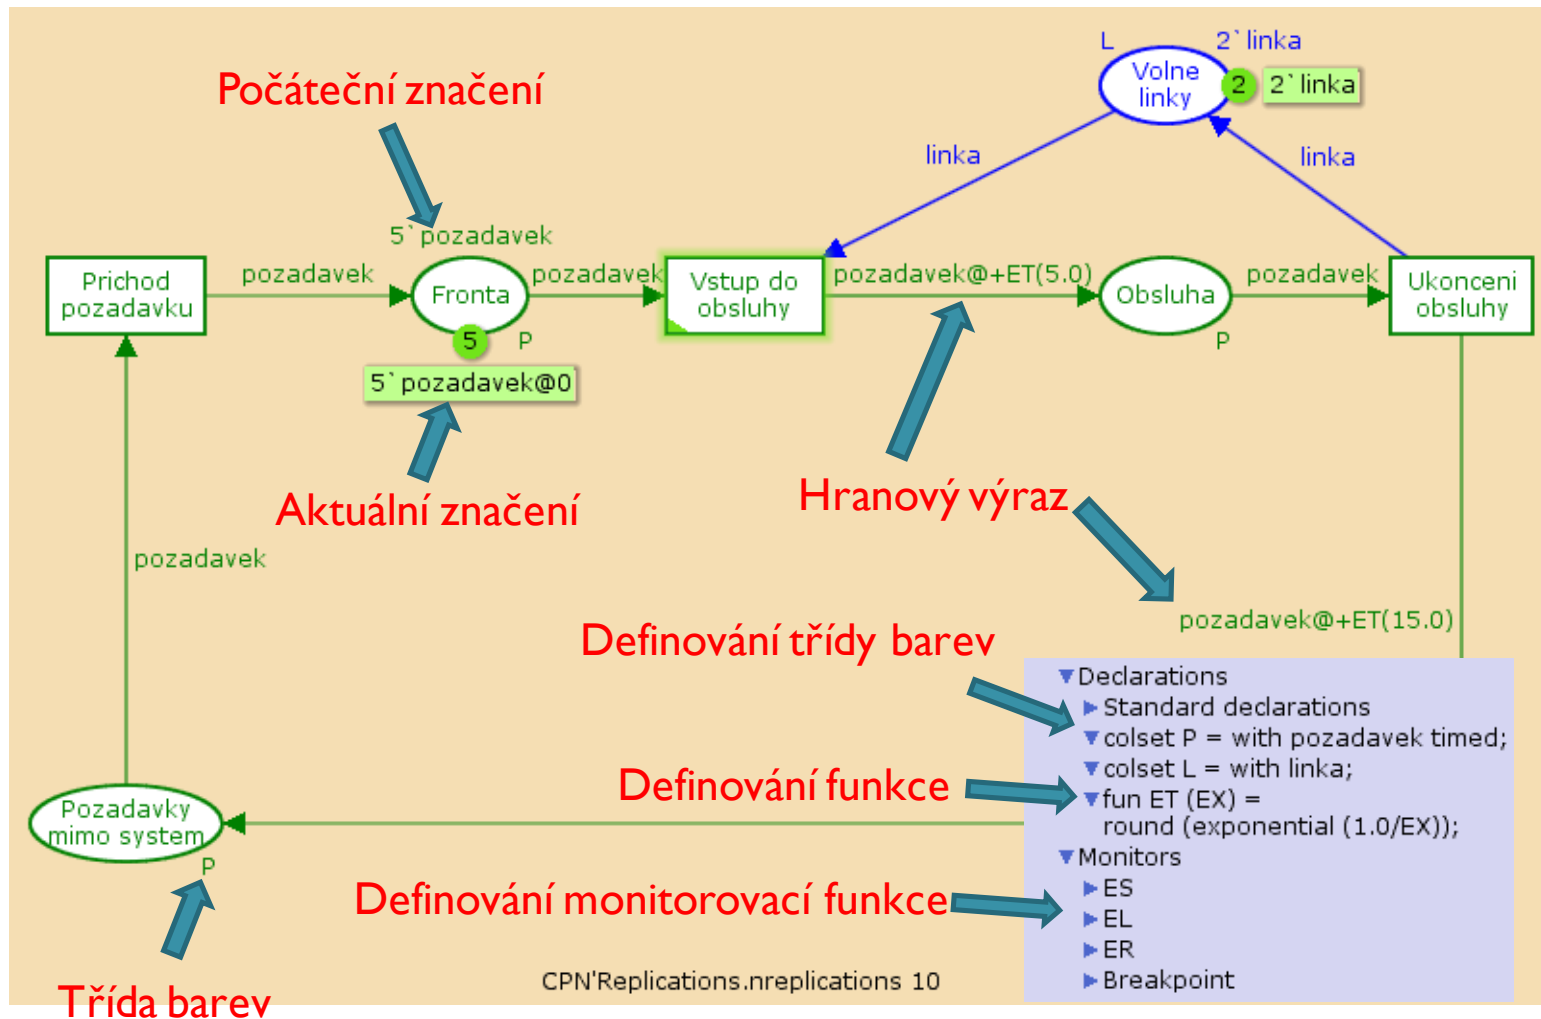 L
2`linka
Volne
linky
2
2`linka
Počáteční značení
linka
linka
5`pozadavek
Prichod
pozadavku
pozadavek
Fronta
pozadavek
Vstup do
obsluhy
pozadavek@+ET(5.0)
Obsluha
pozadavek
Ukonceni
obsluhy
5
P
P
5`pozadavek@0
Aktuální značení
Hranový výraz
pozadavek
pozadavek@+ET(15.0)
Definování třídy barev
Declarations
Standard declarations
colset P = with pozadavek timed;
colset L = with linka;
Definování funkce
fun ET (EX) =
round (exponential (1.0/EX));
Pozadavky
mimo system
P
Monitors
ES
EL
ER
Breakpoint
Definování monitorovací funkce
CPN'Replications.nreplications 10
Třída barev